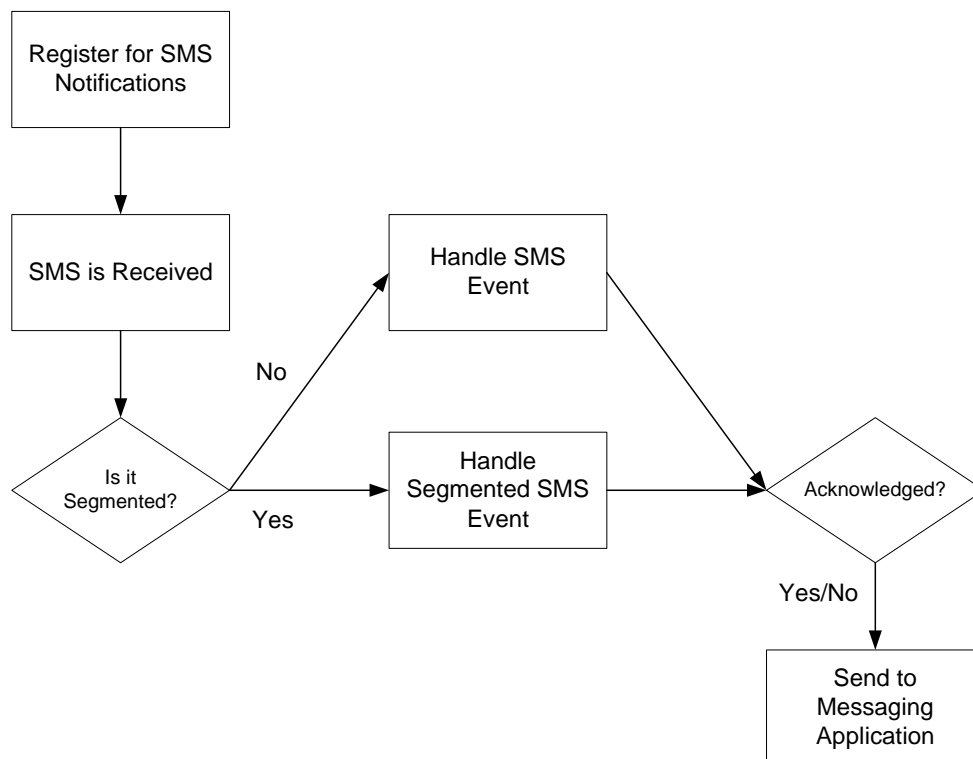 Register for SMS
Notifications
SMS is Received
Handle SMS
Event
No
Is it
Segmented?
Yes
Handle
Segmented SMS
Event
Acknowledged?
Yes/No
Send to
Messaging
Application